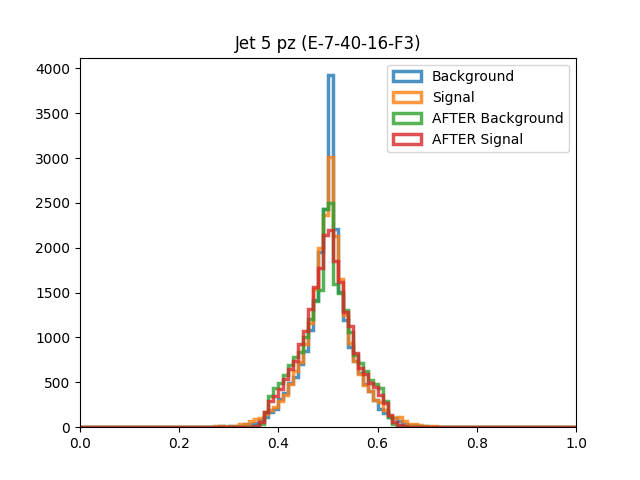 Jet 5 pz (E-7-40-16-F3)
Background
Signal
AFTER Background
AFTER Signal
4000
3500
3000
2500
2000
1500
1000
500
0
0.0 0.2 0.4 0.6 0.8 1.0